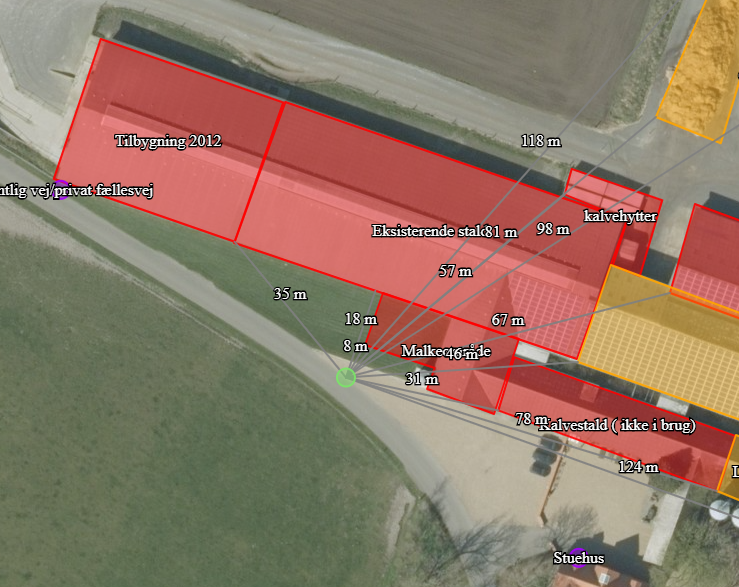 118 m
Tilbygning 2012
ntlig vej/privat fællesvej
kalvehytter
Eksisterende stald
81 m
98 m
57 m
35 m
18 m
67 m
8 m
46 m
31 m
78 m
Kalvestald ( ikke i brug)
124 m
L
Stuehus